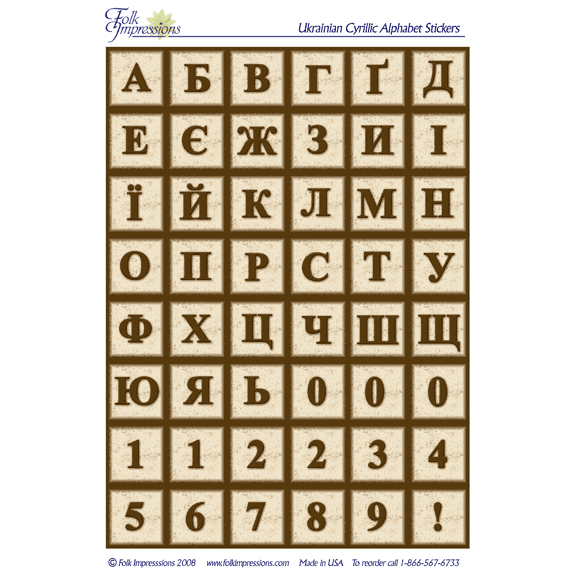 Folk
Impressions
Ukrainian Cyrillic Alphabet Stickers
А Б В Г Ґ Д
Е Є Ж З И І
Ї Й К Л М Н
О П Р С Т У
Ф Х Ц Ч Ш Щ
Ю Я Ь 0 0 0
1 1 2 2 3 4
5 6 7 8 9 !
© Folk Impresssions 2008 www.folkimpressions.com Made in USA To reorder call 1-866-567-6733